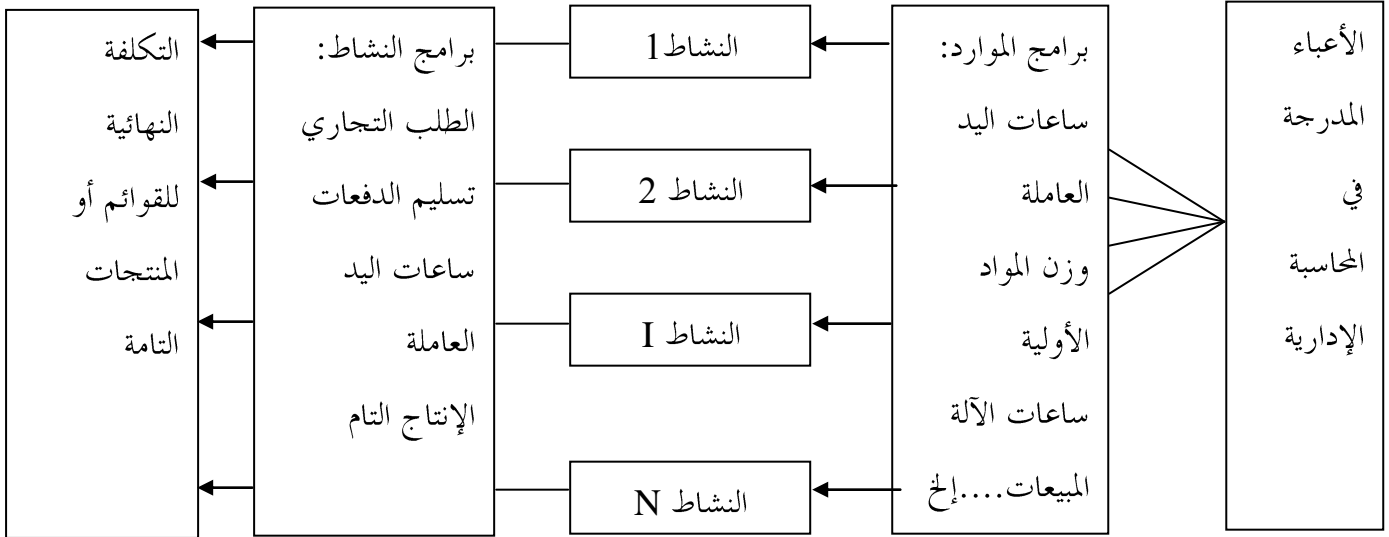 الأعباء
المدرجة
في
المحاسبة
الإدارية
برامج الموارد:
ساعات اليد
العاملة
وزن المواد
الأولية
ساعات الآلة
المبيعات....إلخ
النشاط1
النشاط 2
النشاط I
النشاط N
برامج النشاط:
الطلب التجاري
تسليم الدفعات
ساعات اليد
العاملة
الإنتاج التام
التكلفة
النهائية
للقوائم أو
المنتجات
التامة